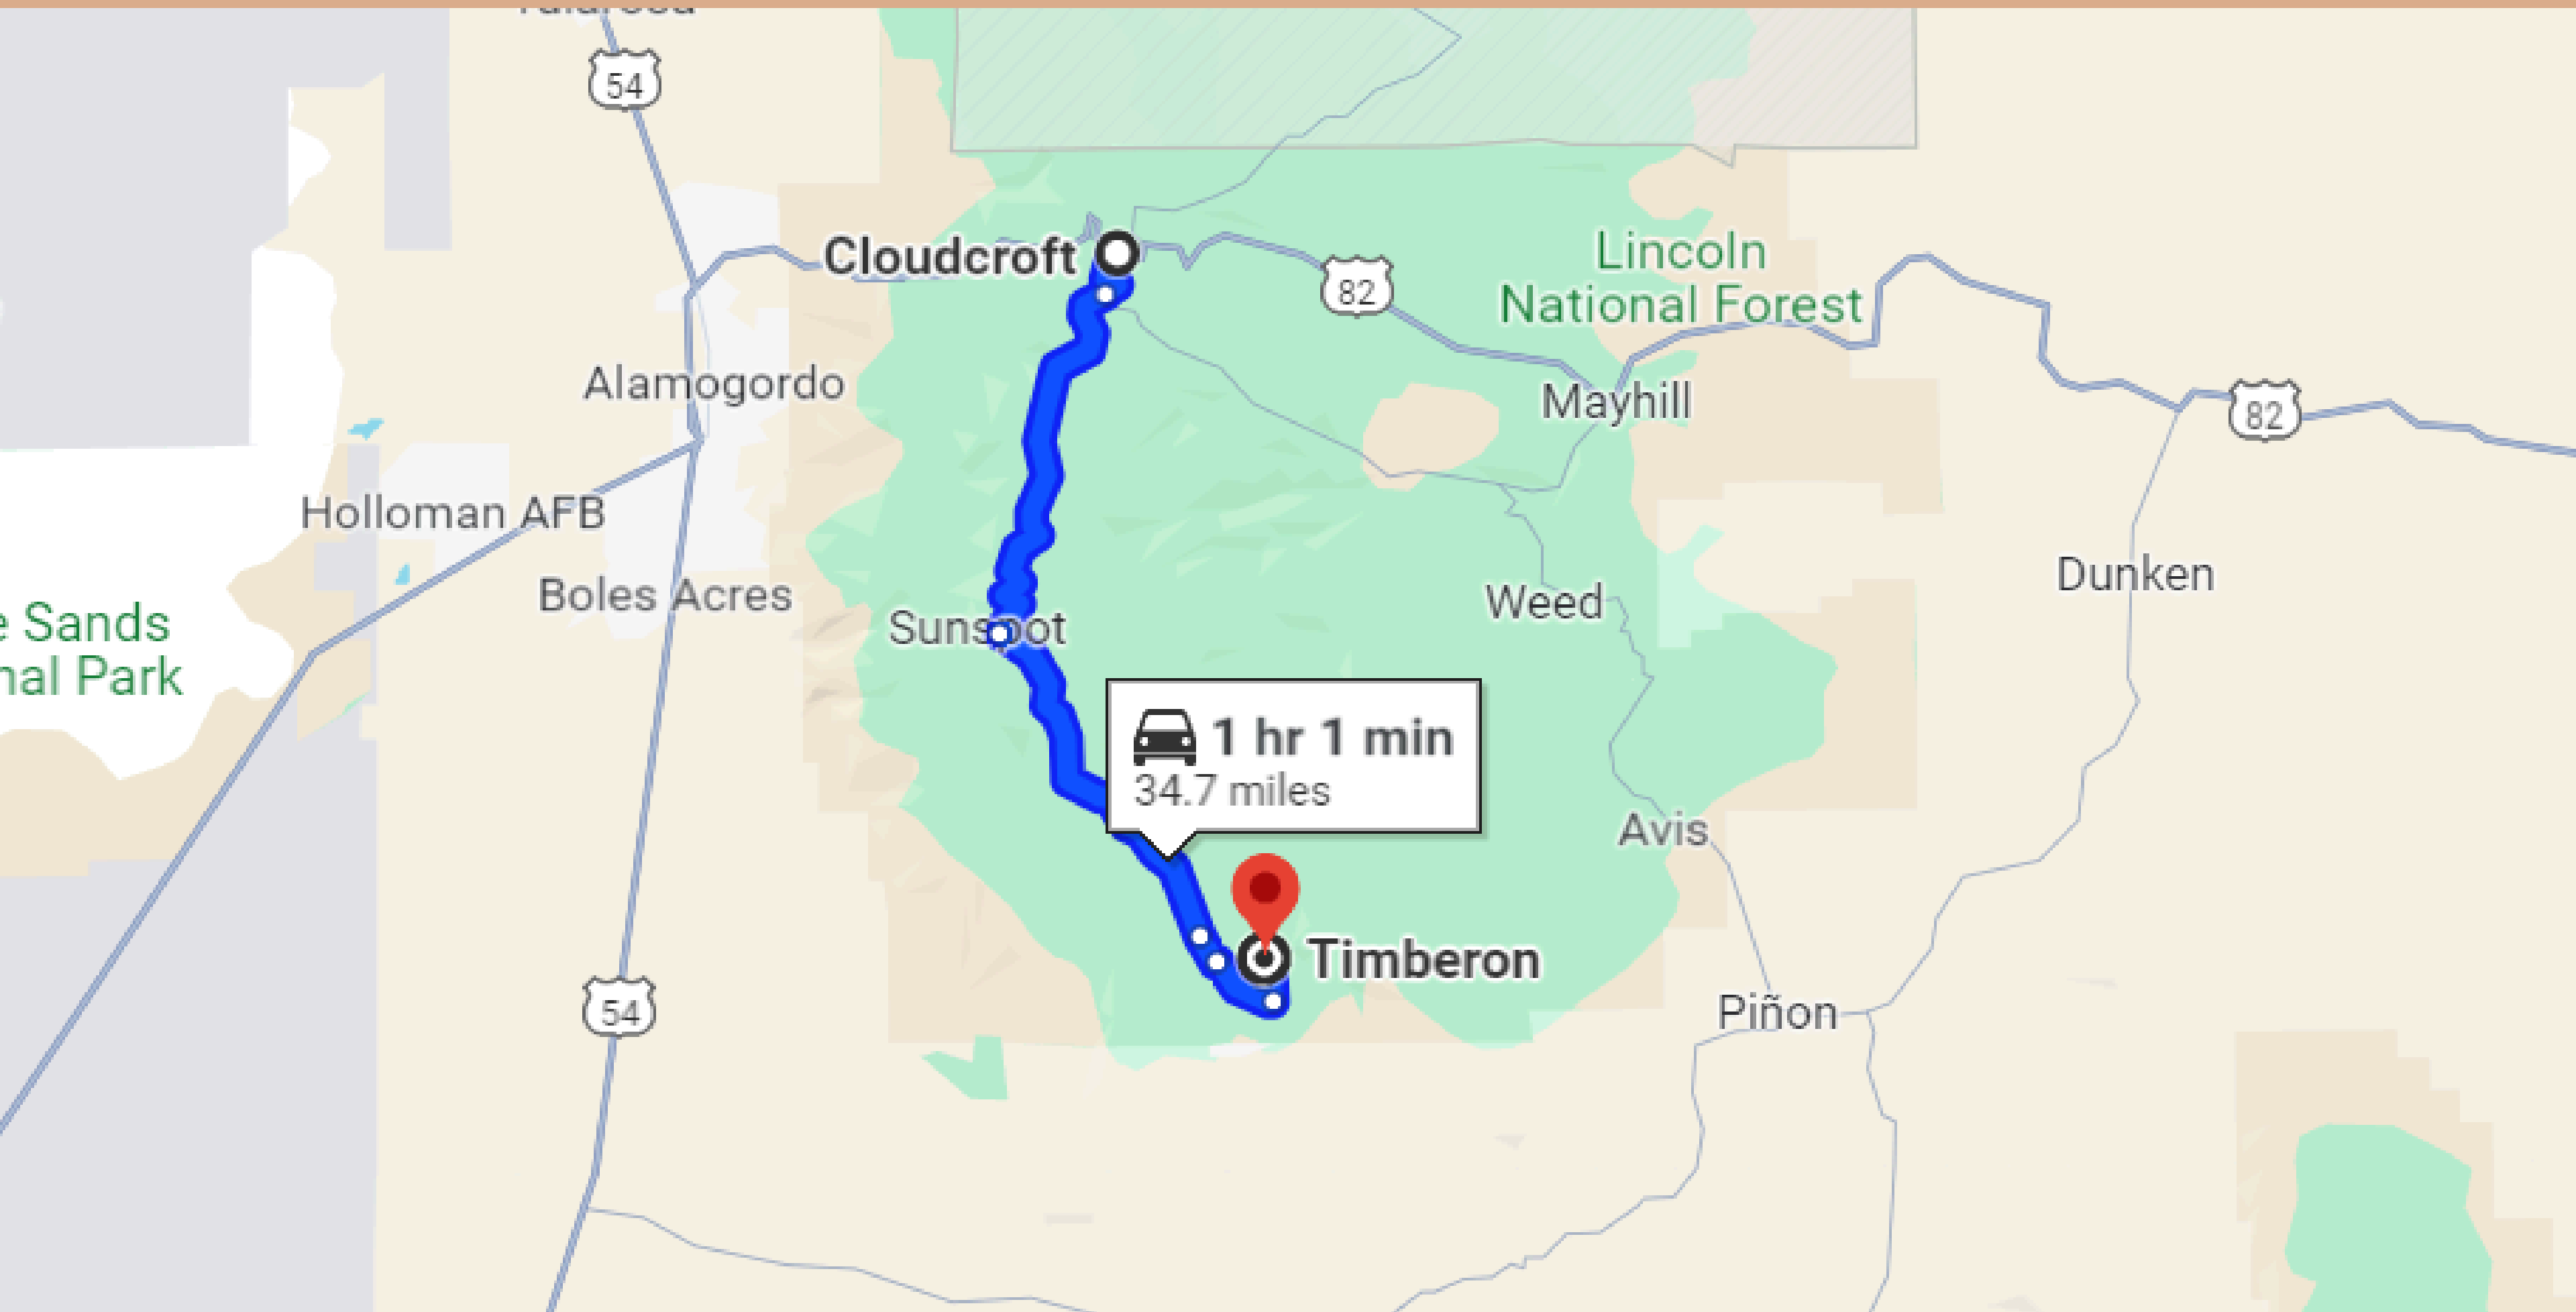 54
Cloudcroft
82
Lincoln
National Forest
Alamogordo
Mayhill
82
Holloman AFB
Boles Acres
Dunken
Weed
e Sands
nal Park
Sunspot
1 hr 1 min
34.7 miles
Avis
Timberon
54
Piñon